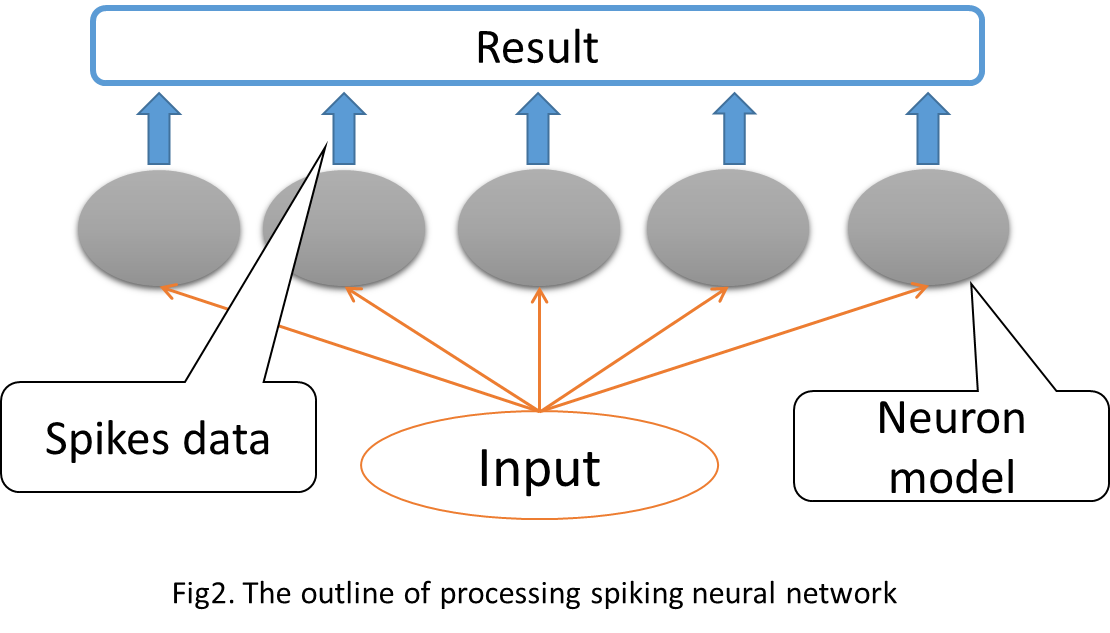 Result
Spikes data
Input
Neuron
model
Fig2. The outline of processing spiking neural network